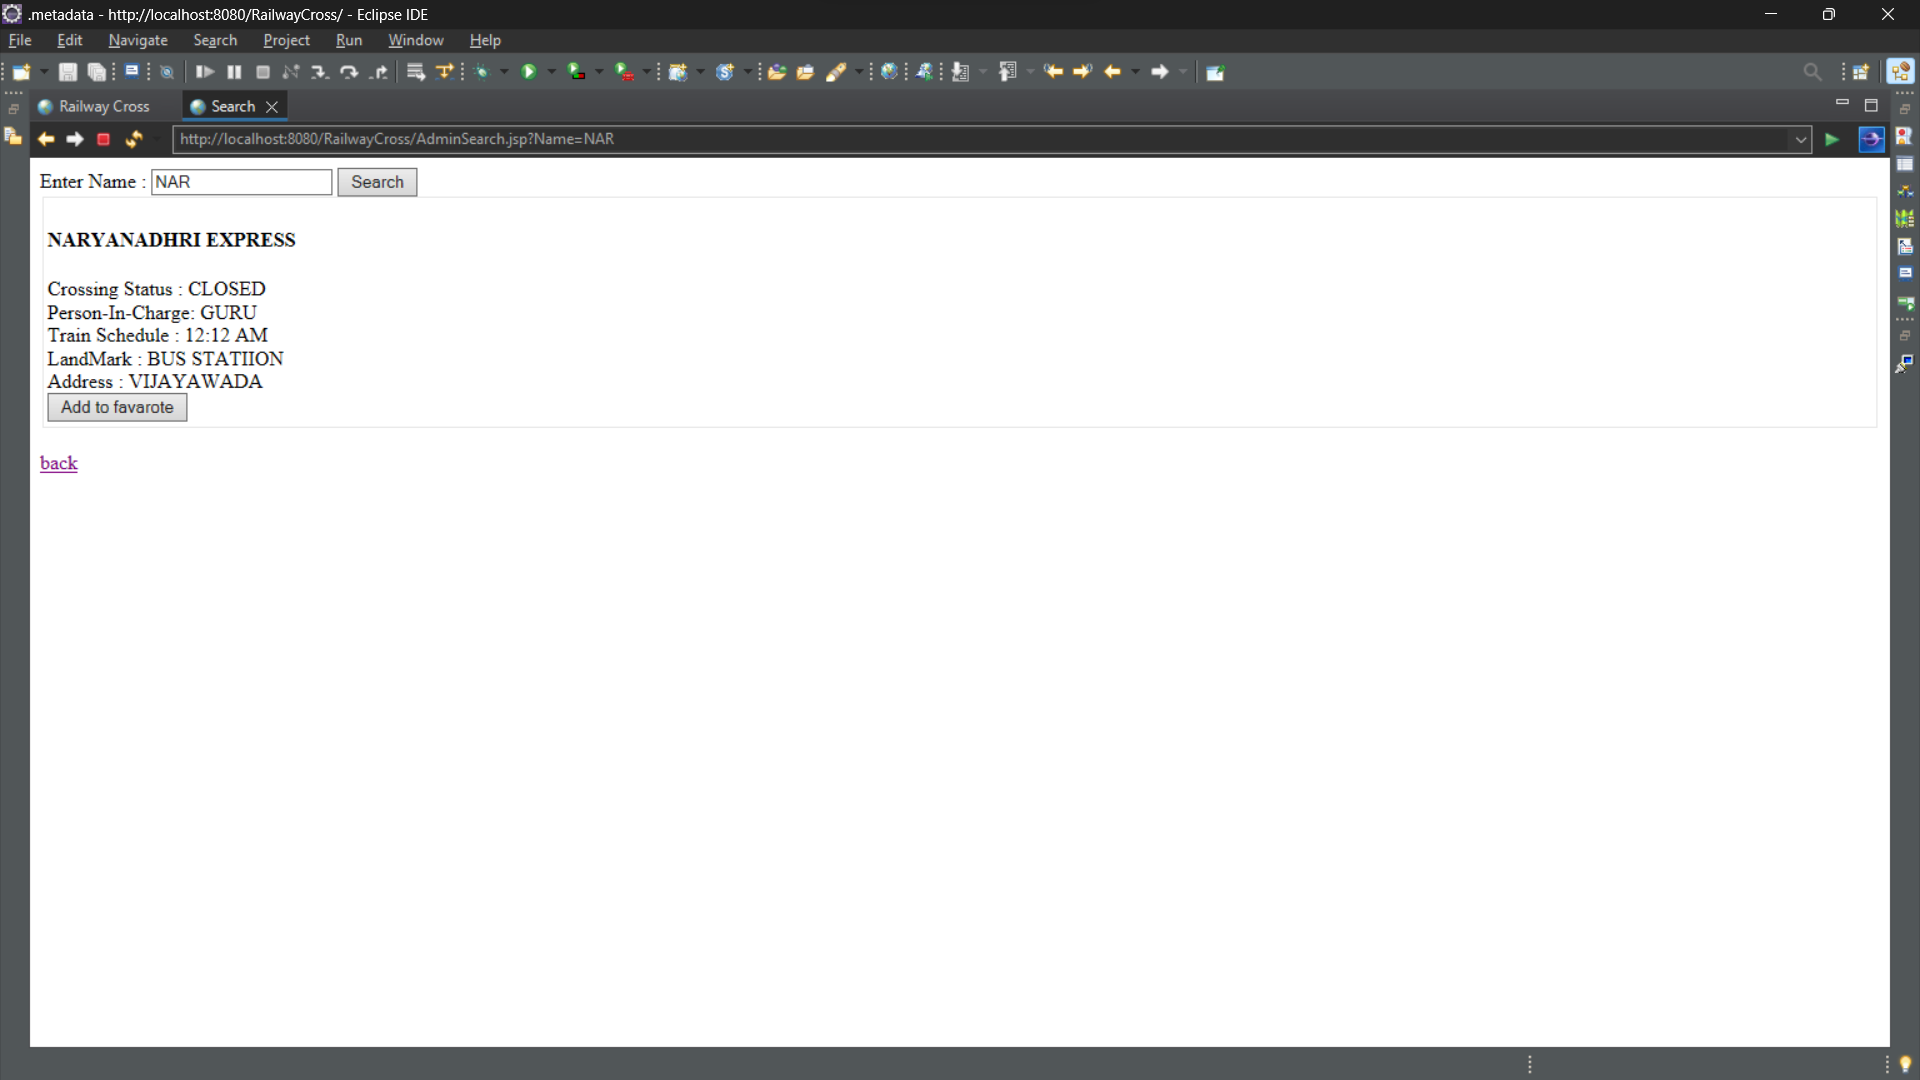 .metadata - http://localhost:8080/RailwayCross/ - Eclipse IDE
File Edit Navigate Search Project Run Window Help
Railway Cross Search
http://localhost:8080/RailwayCross/AdminSearch.jsp?Name=NAR
Enter Name : NAR Search
NARYANADHRI EXPRESS
Crossing Status : CLOSED
Person-In-Charge: GURU
Train Schedule : 12:12 AM
LandMark : BUS STATIION
Address : VIJAYAWADA
Add to favarote
back